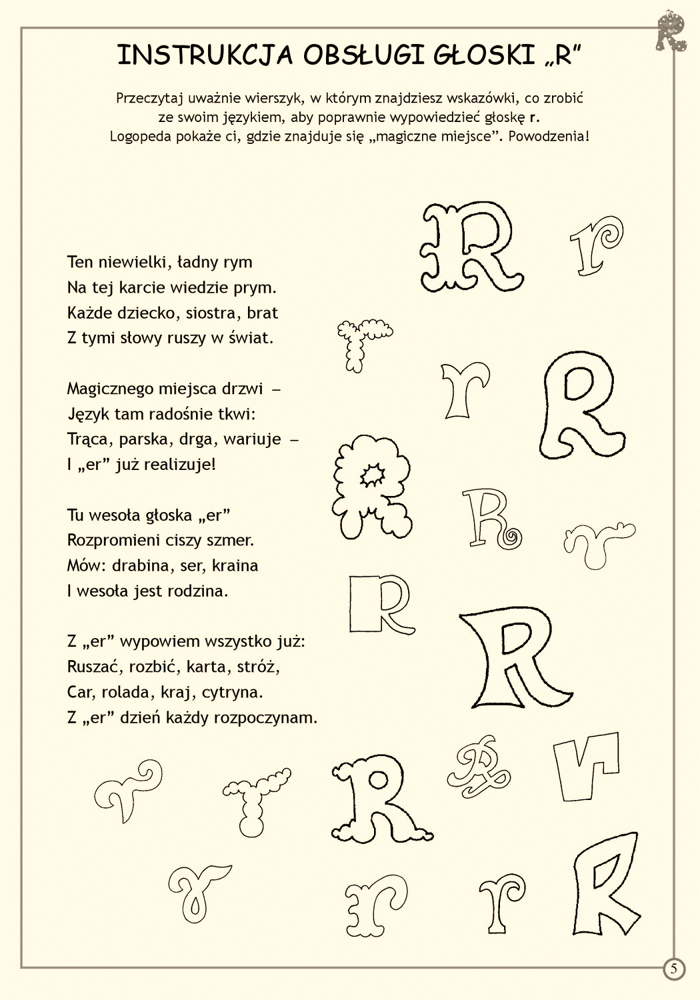 INSTRUKCJA OBSŁUGI GŁOSKI „R”
Przeczytaj uważnie wierszyk, w którym znajdziesz wskazówki, co zrobić
ze swoim językiem, aby poprawnie wypowiedzieć głoskę r.
Logopeda pokaże ci, gdzie znajduje się „magiczne miejsce”. Powodzenia!
Ten niewielki, ładny rym
Na tej karcie wiedzie prym.
Każde dziecko, siostra, brat
Z tymi słowy ruszy w świat.
Magicznego miejsca drzwi –
Język tam radośnie tkwi:
Trąca, parska, drga, wariuje –
I „er” już realizuje!
Tu wesoła głoska „er”
Rozpromieni ciszy szmer.
Mów: drabina, ser, kraina
I wesoła jest rodzina.
Z „er” wypowiem wszystko już:
Ruszać, rozbić, karta, stróż,
Car, rolada, kraj, cytryna.
Z „er” dzień każdy rozpoczynam.
R r
r
r R
R
R r
R
R
R r
r r R
r r r R
5